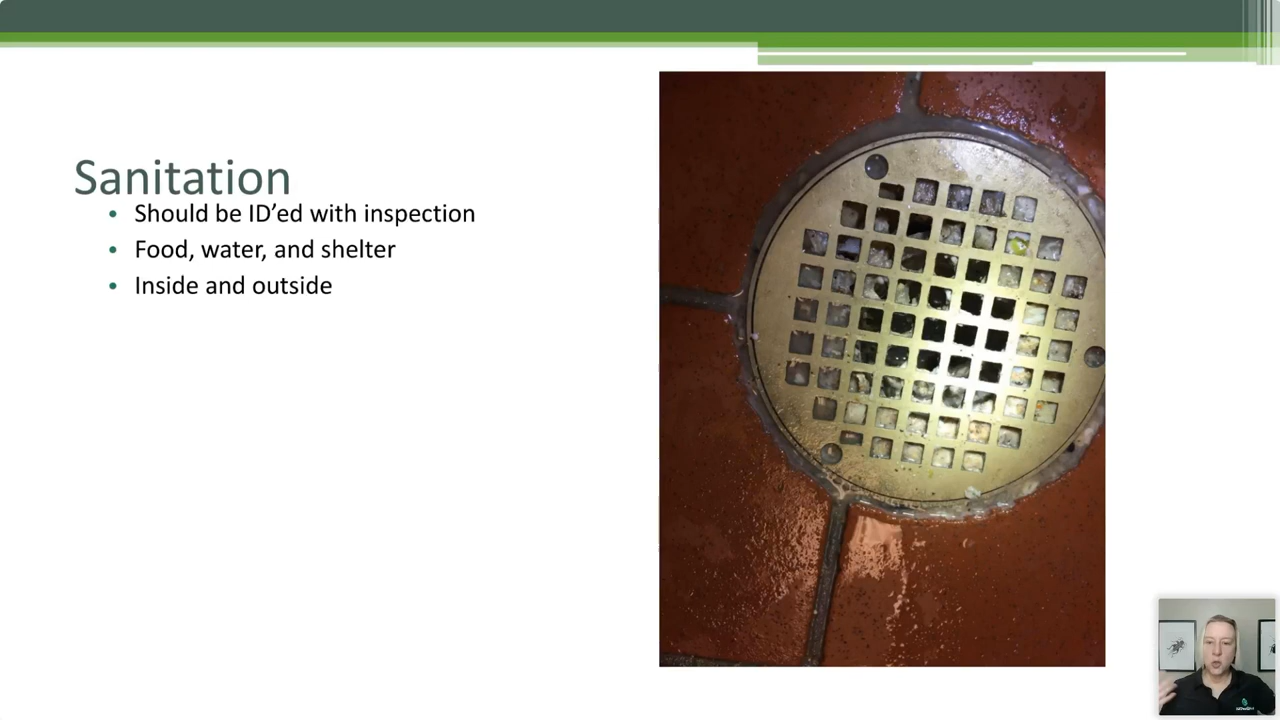 Sanitation
Should be ID’ed with inspection
Food, water, and shelter
Inside and outside